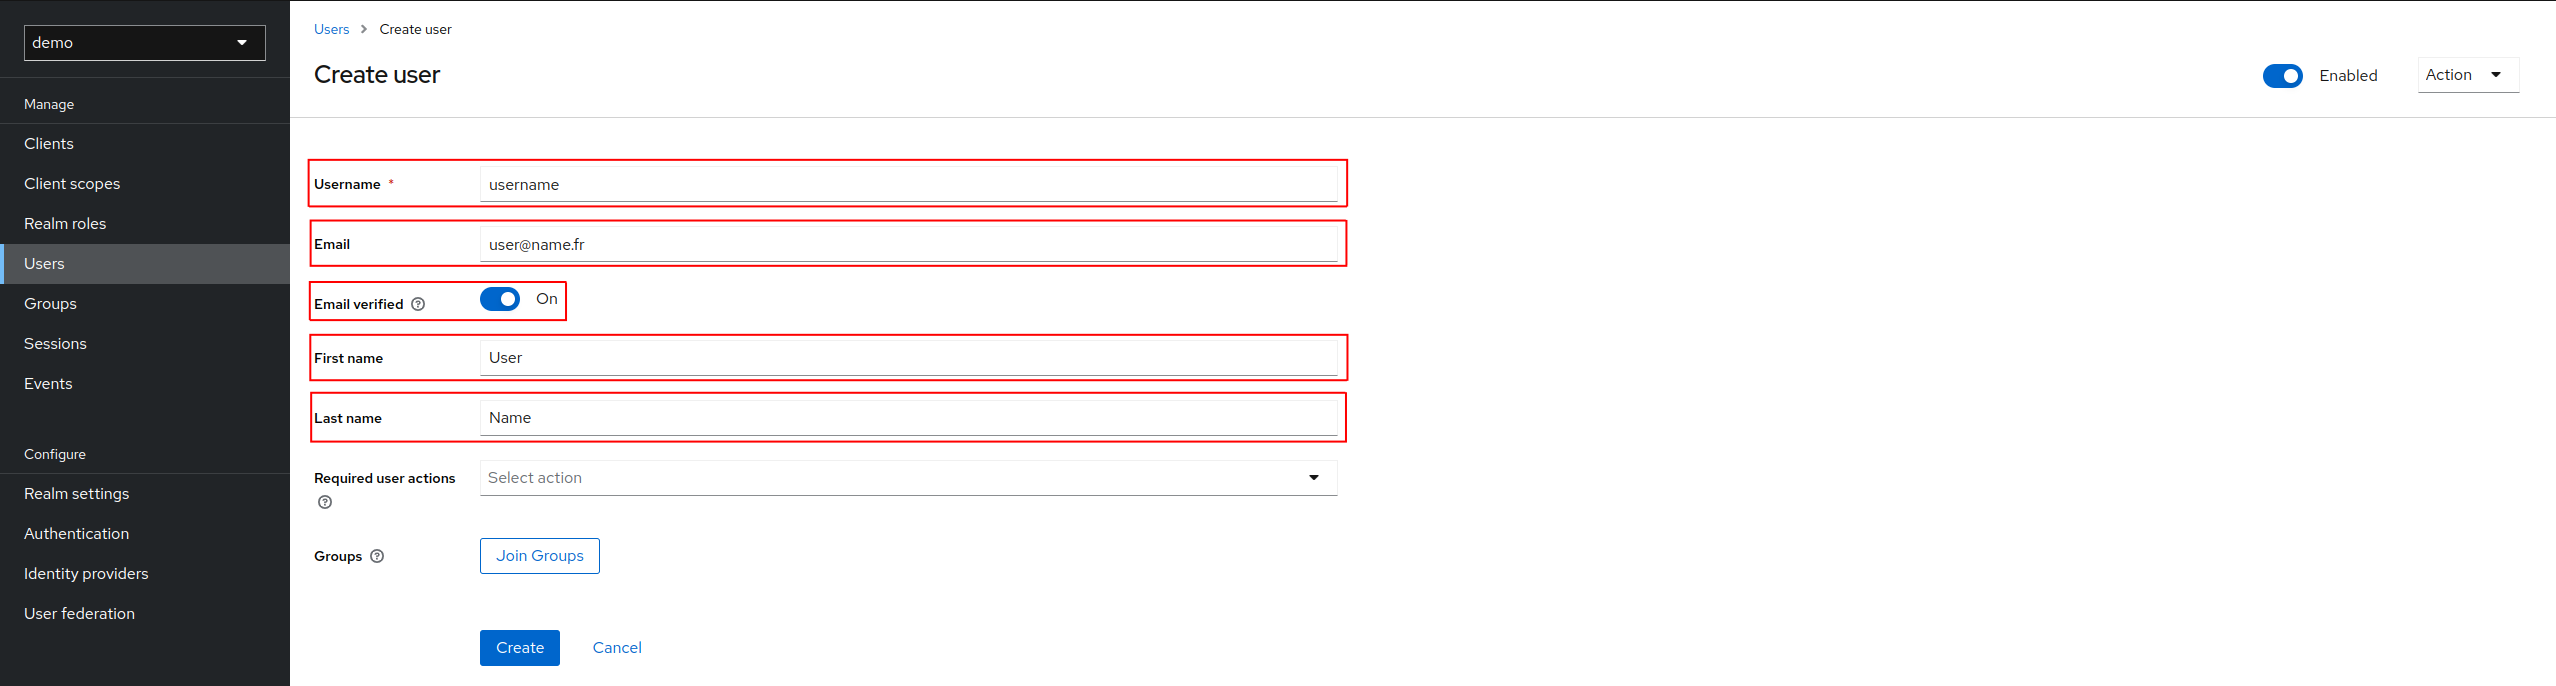 demo
Manage
Clients
Client scopes
Realm roles
Users
Groups
Sessions
Events
Configure
Realm settings
Authentication
Identity providers
User federation
Users > Create user
Create user
Enabled
Action
Username *
username
Email
user@name.fr
Email verified ?
On
First name
User
Last name
Name
Required user actions
?
Select action
Groups ?
Join Groups
Create
Cancel